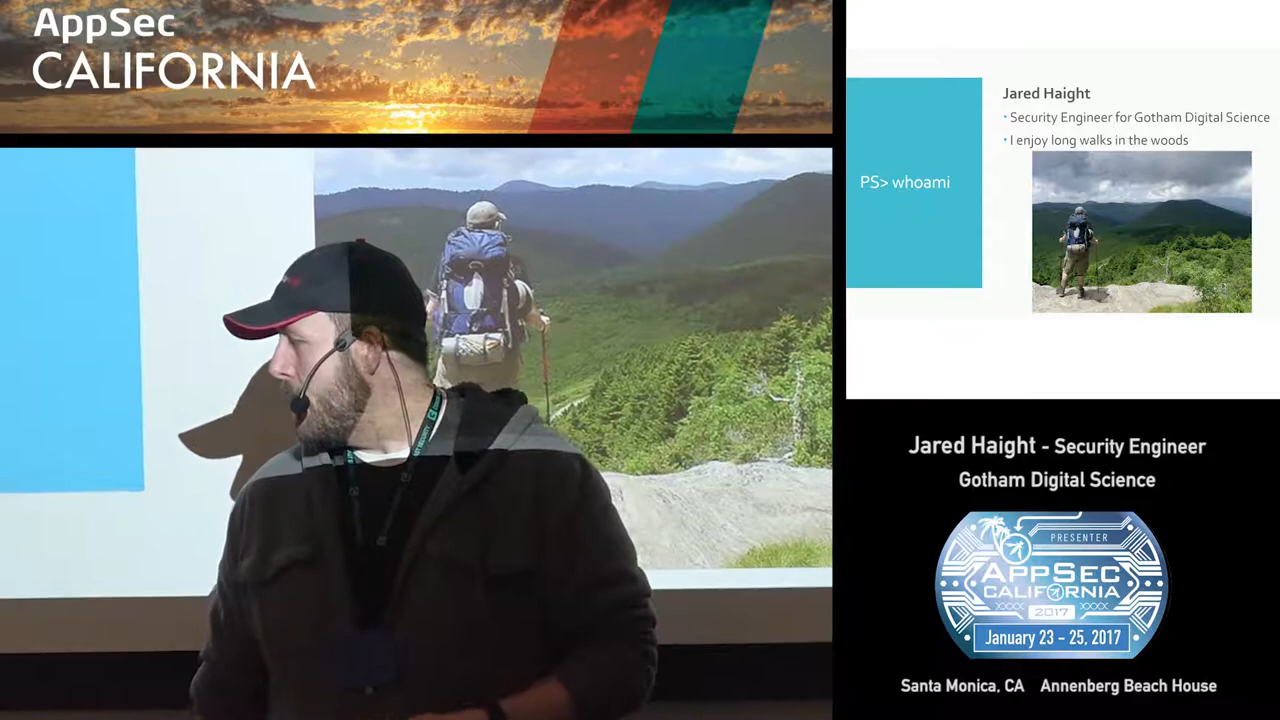 AppSec
CALIFORNIA
PS> whoami
Jared Haight
Security Engineer for Gotham Digital Science
I enjoy long walks in the woods
Jared Haight - Security Engineer
Gotham Digital Science
PRESENTER
APPSEC
CALIFORNIA
2017
January 23 - 25, 2017
Santa Monica, CA Annenberg Beach House